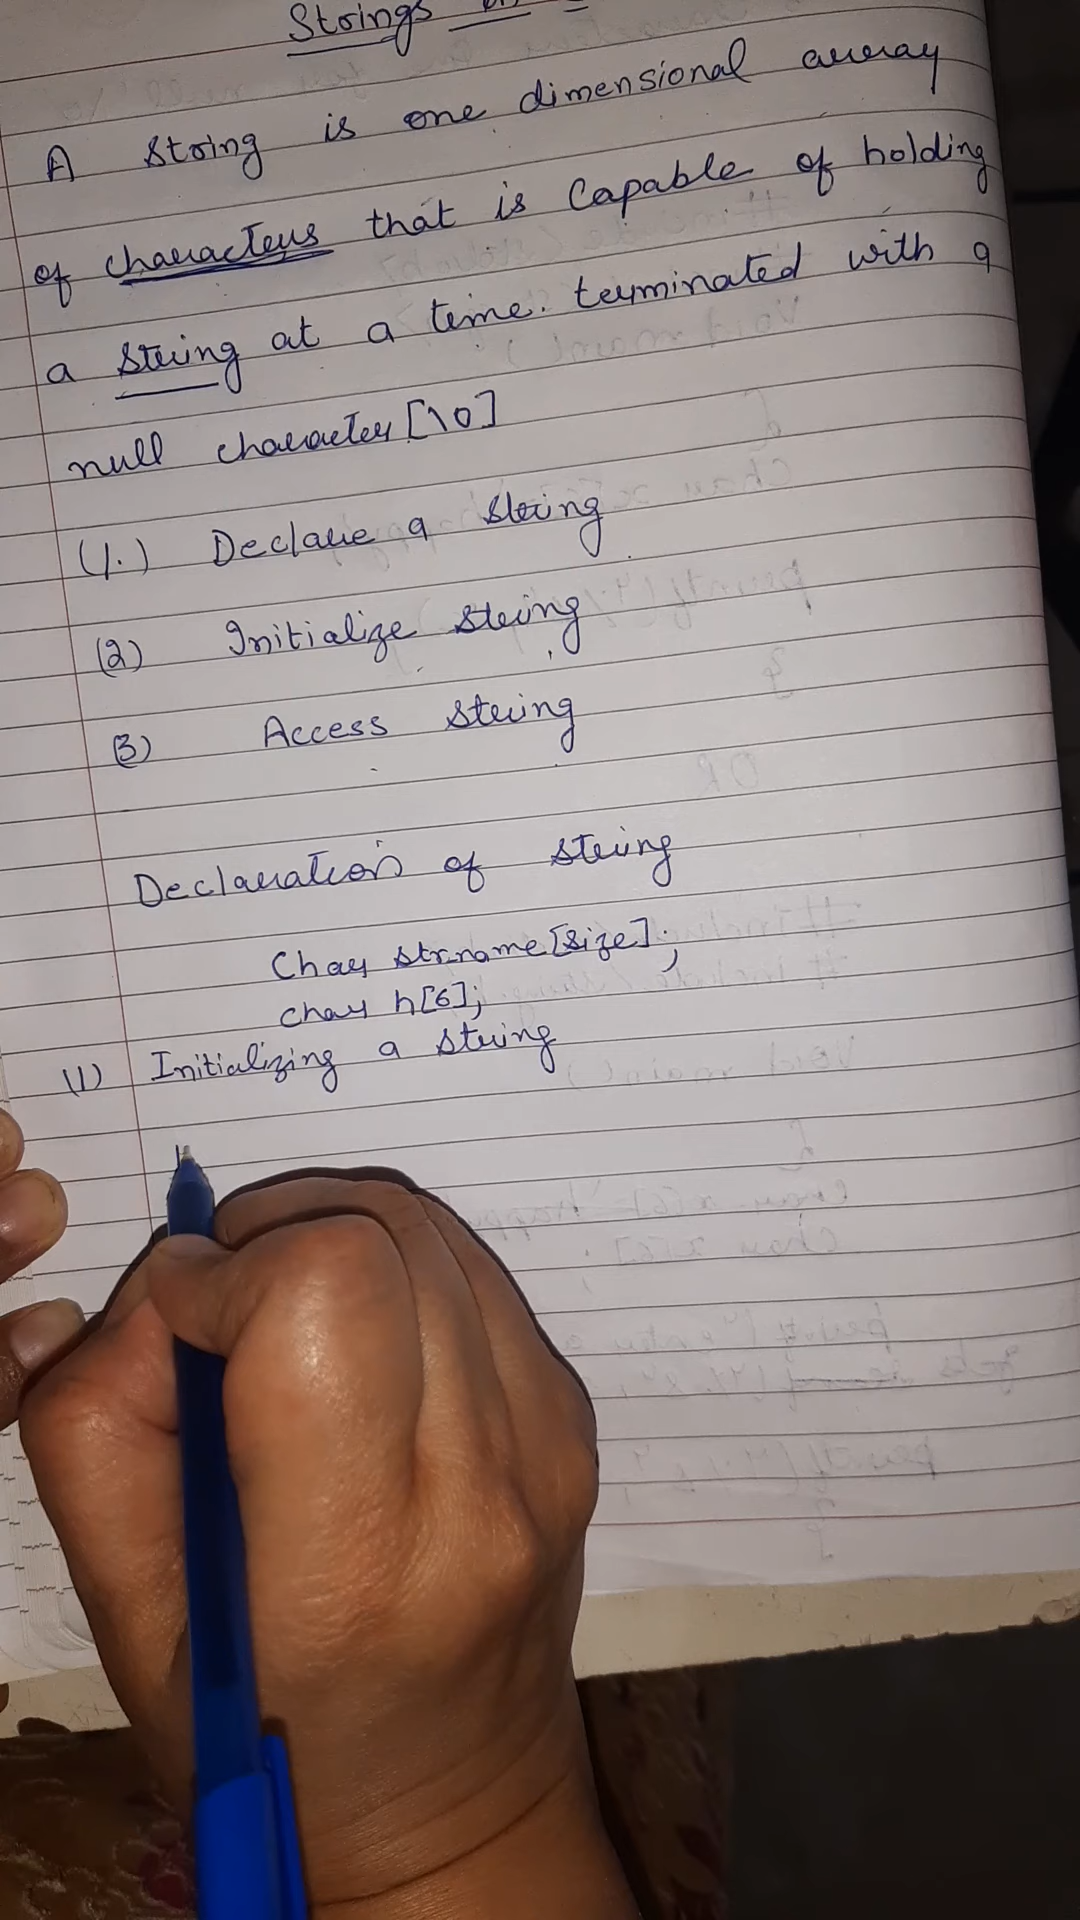 Strings in
A string is one dimensional array
of characters that is capable of holding
a string at a time. terminated with a
null character [\0]
(1.) Declare a string
(2) Initialize string
(3) Access string
Declaration of string
Char strname[size];
char h[6];
(1) Initializing a string